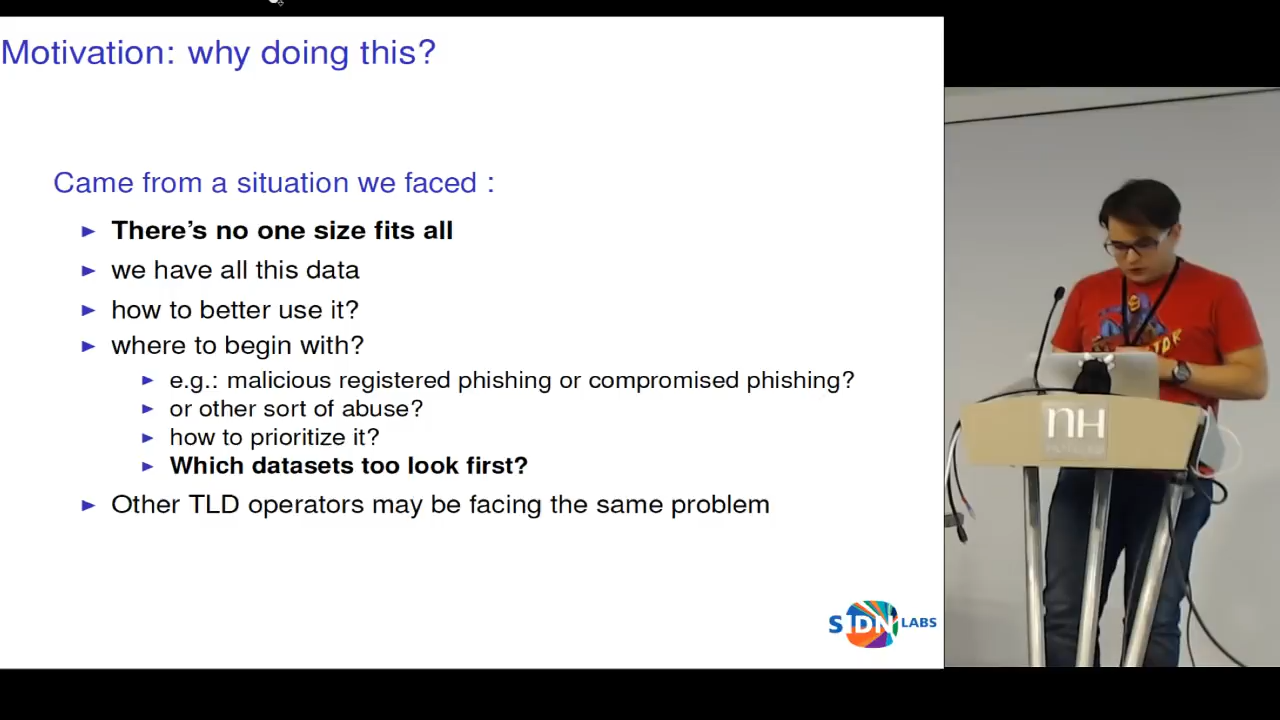 Motivation: why doing this?
Came from a situation we faced :
There's no one size fits all
we have all this data
how to better use it?
where to begin with?
e.g.: malicious registered phishing or compromised phishing?
or other sort of abuse?
how to prioritize it?
Which datasets too look first?
Other TLD operators may be facing the same problem
SIDN LABS
nH